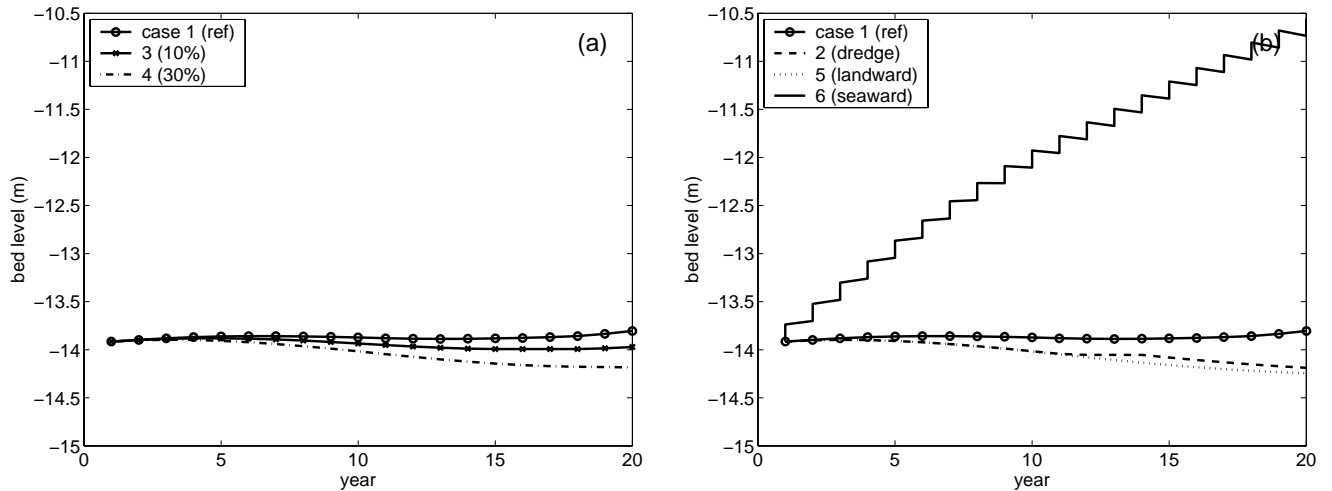 -10.5
-11
-11.5
-12
-12.5
-13
-13.5
-14
-14.5
-15
0
5
10
15
20
year
bed level (m)
case 1 (ref)
3 (10%)
4 (30%)
(a)
-10.5
-11
-11.5
-12
-12.5
-13
-13.5
-14
-14.5
-15
0
5
10
15
20
year
bed level (m)
case 1 (ref)
2 (dredge)
5 (landward)
6 (seaward)
(b)